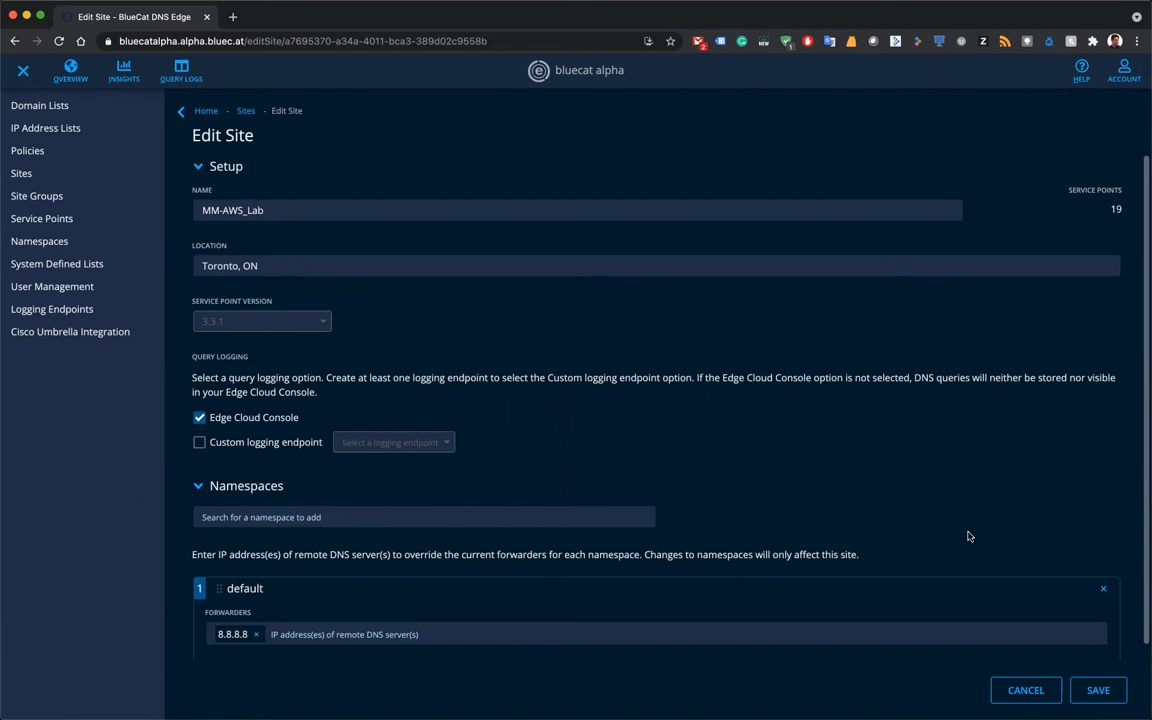 Edit Site - BlueCat DNS Edge
bluecatalpha.alpha.bluec.at/editSite/a7695370-a34a-4011-bca3-389d02c9558b
OVERVIEW
INSIGHTS
QUERY LOGS
bluecat alpha
HELP
ACCOUNT
Domain Lists
IP Address Lists
Policies
Sites
Site Groups
Service Points
Namespaces
System Defined Lists
User Management
Logging Endpoints
Cisco Umbrella Integration
Home - Sites - Edit Site
Edit Site
Setup
NAME
SERVICE POINTS
MM-AWS_Lab
19
LOCATION
Toronto, ON
SERVICE POINT VERSION
3.3.1
QUERY LOGGING
Select a query logging option. Create at least one logging endpoint to select the Custom logging endpoint option. If the Edge Cloud Console option is not selected, DNS queries will neither be stored nor visible
in your Edge Cloud Console.
Edge Cloud Console
Custom logging endpoint
Select a logging endpoint
Namespaces
Search for a namespace to add
Enter IP address(es) of remote DNS server(s) to override the current forwarders for each namespace. Changes to namespaces will only affect this site.
1 default
FORWARDERS
8.8.8.8 × IP address(es) of remote DNS server(s)
CANCEL
SAVE